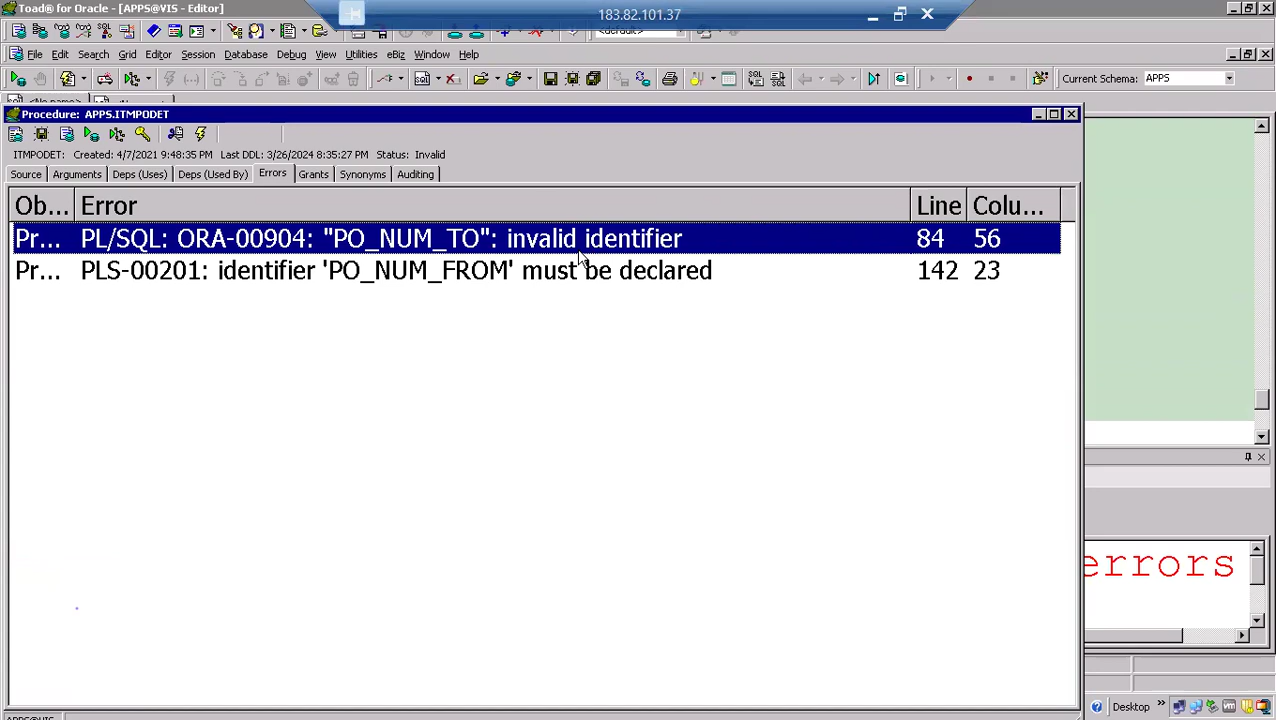 Toad® for Oracle - [APPS@VIS - Editor]
183.82.101.37
<default>
File Edit Search Grid Editor Session Database Debug View Utilities eBiz Window Help
Current Schema: APPS
Procedure: APPS.ITMPODET
ITMPODET: Created: 4/7/2021 9:48:35 PM Last DDL: 3/26/2024 8:35:27 PM Status: Invalid
Source Arguments Deps (Uses) Deps (Used By) Errors Grants Synonyms Auditing
Ob... Error Line Colu...
Pr... PL/SQL: ORA-00904: "PO_NUM_TO": invalid identifier 84 56
Pr... PLS-00201: identifier 'PO_NUM_FROM' must be declared 142 23
errors
Desktop »